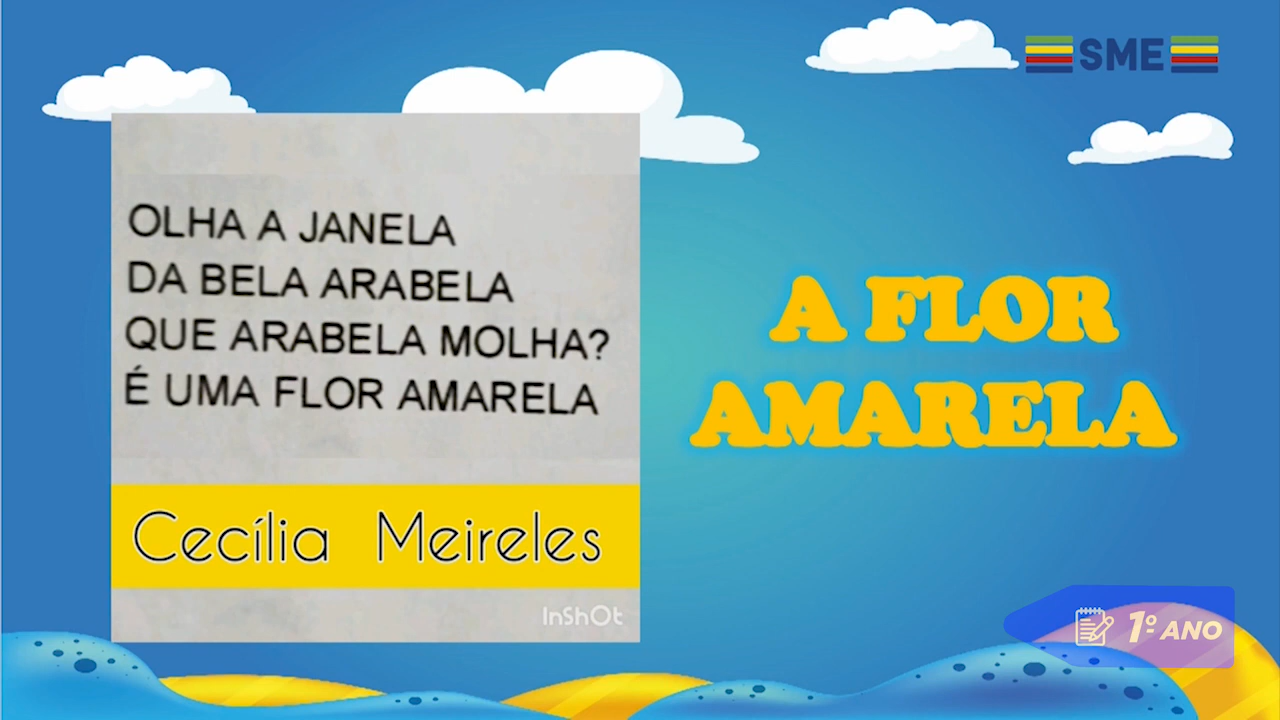 SME
OLHA A JANELA
DA BELA ARABELA
QUE ARABELA MOLHA?
É UMA FLOR AMARELA
Cecília Meireles
InShOt
A FLOR
AMARELA
1º ANO